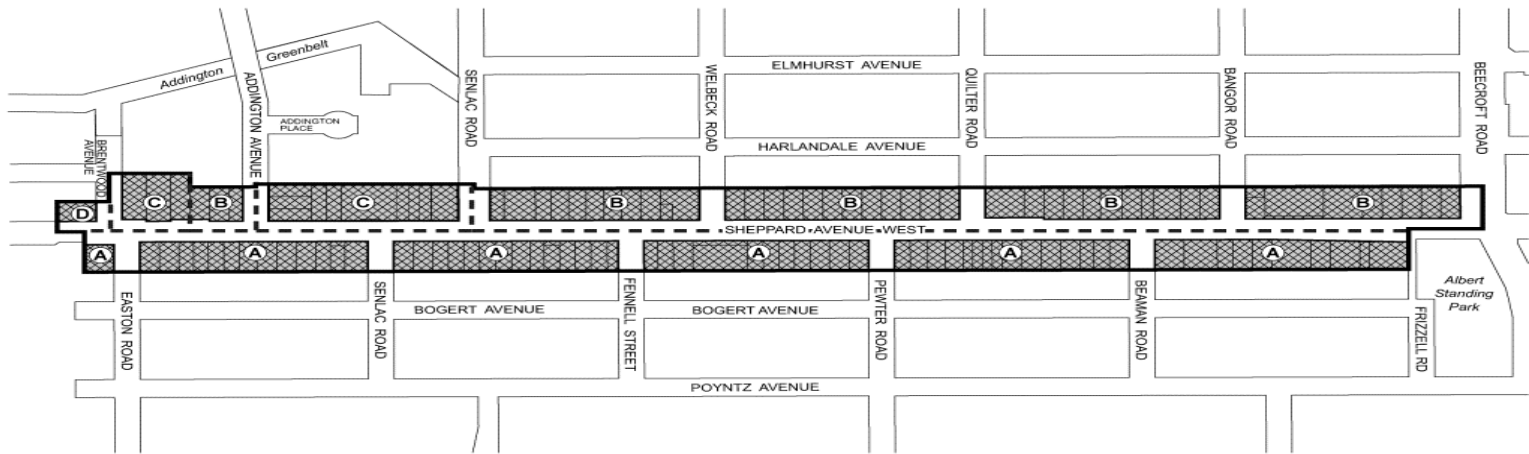 Addington Greenbelt
ELMHURST AVENUE
ADDINGTON AVENUE
SENLAC ROAD
WELBECK ROAD
QUILTER ROAD
BANGOR ROAD
BEECROFT ROAD
ADDINGTON
PLACE
BRENTWOOD
AVENUE
HARLANDALE AVENUE
D
C
B
C
B
B
B
B
SHEPPARD AVENUE WEST
A
A
A
A
A
A
EASTON ROAD
SENLAC ROAD
FENNELL STREET
PEWTER ROAD
BEAMAN ROAD
FRIZZELL RD
Albert
Standing
Park
BOGERT AVENUE
BOGERT AVENUE
POYNTZ AVENUE